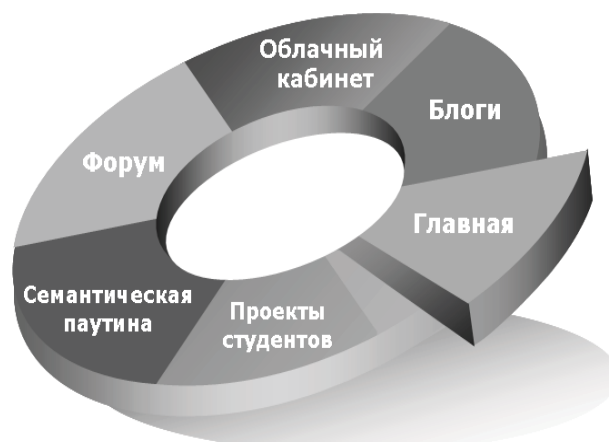 Облачный
кабинет
Блоги
Форум
Главная
Семантическая
паутина
Проекты
студентов